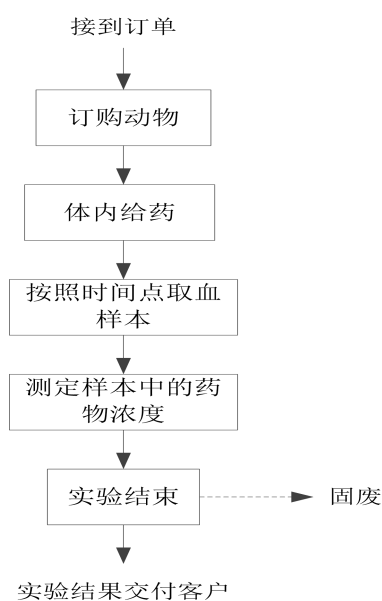 接到订单
订购动物
体内给药
按照时间点取血
样本
测定样本中的药
物浓度
实验结束
固废
实验结果交付客户